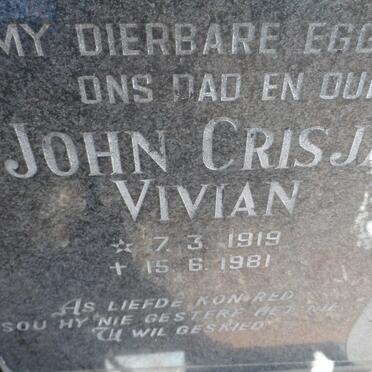 MY DIERBARE EGG
ONS DAD EN OU
JOHN CRISJA
VIVIAN
☆ 7. 3. 1919
+ 15. 6. 1981
AS LIEFDE KON RED
SOU HY NIE GESTERF HET NIE
U WIL GESKIED